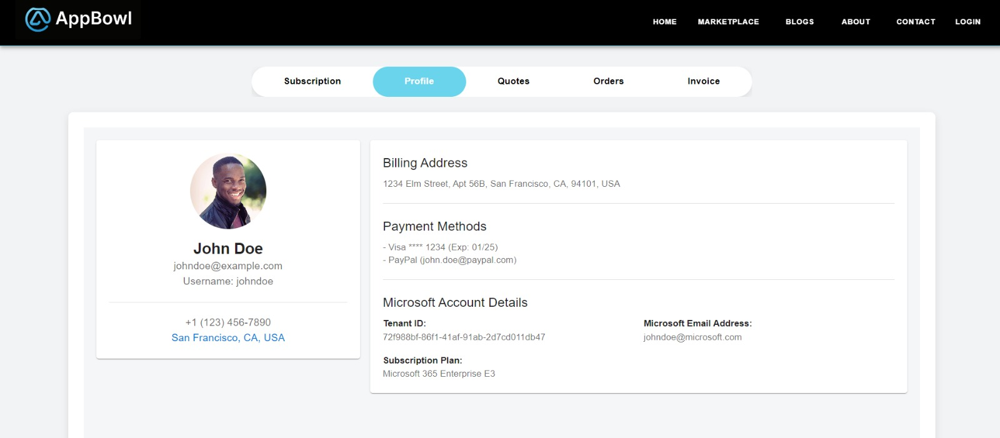 AppBowl
HOME MARKETPLACE BLOGS ABOUT CONTACT LOGIN
Subscription Profile Quotes Orders Invoice
John Doe
johndoe@example.com
Username: johndoe
+1 (123) 456-7890
San Francisco, CA, USA
Billing Address
1234 Elm Street, Apt 56B, San Francisco, CA, 94101, USA
Payment Methods
- Visa **** 1234 (Exp: 01/25)
- PayPal (john.doe@paypal.com)
Microsoft Account Details
Tenant ID:
72f988bf-86f1-41af-91ab-2d7cd011db47
Microsoft Email Address:
johndoe@microsoft.com
Subscription Plan:
Microsoft 365 Enterprise E3